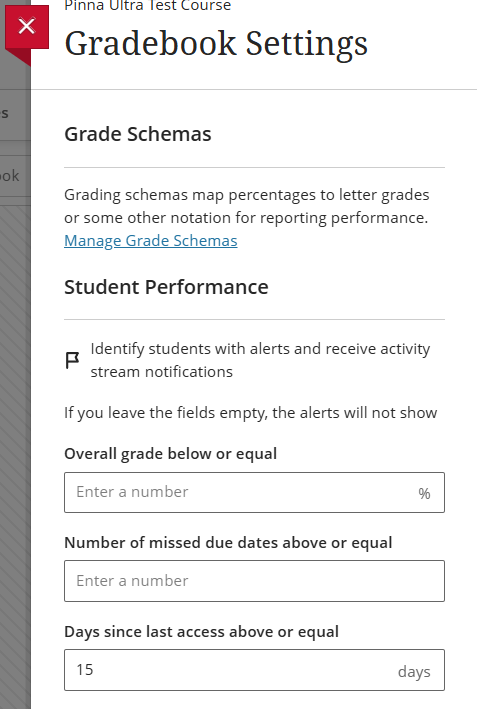 Pinna Ultra Test Course
Gradebook Settings
s
ook
Grade Schemas
Grading schemas map percentages to letter grades
or some other notation for reporting performance.
Manage Grade Schemas
Student Performance
Identify students with alerts and receive activity
stream notifications
If you leave the fields empty, the alerts will not show
Overall grade below or equal
Enter a number %
Number of missed due dates above or equal
Enter a number
Days since last access above or equal
15 days